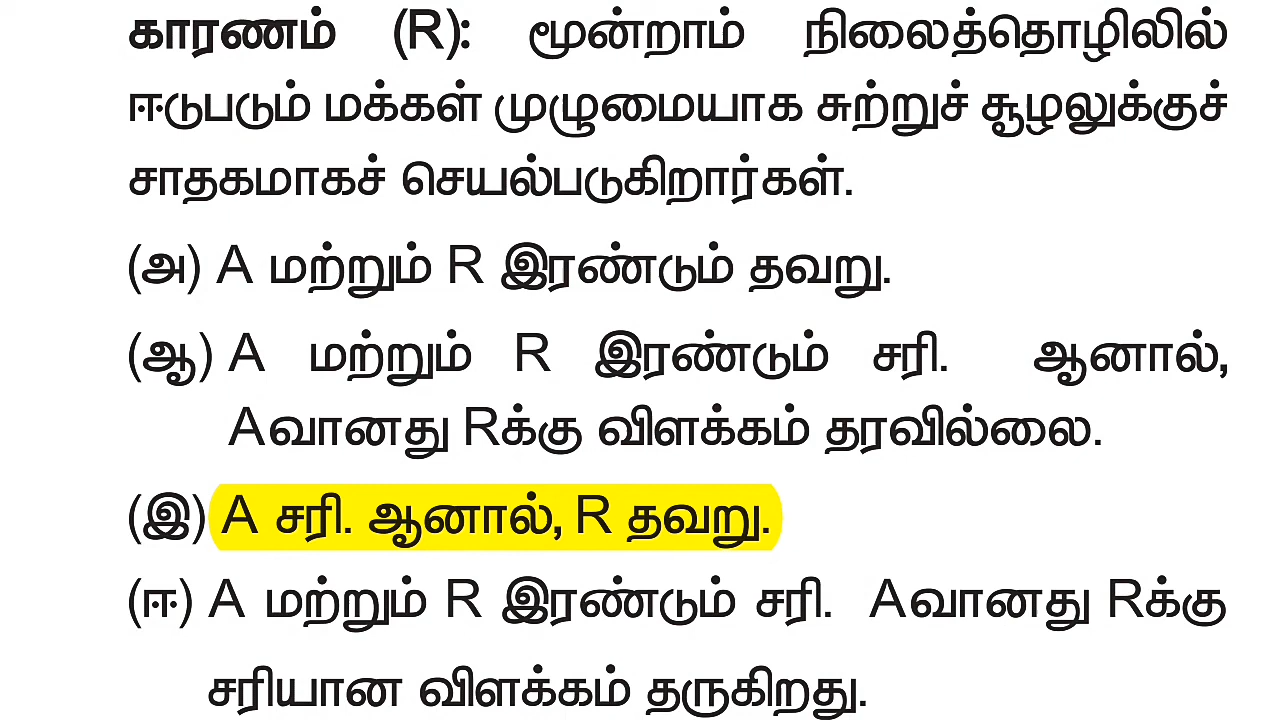 காரணம் (R): மூன்றாம் நிலைத்தொழிலில்
ஈடுபடும் மக்கள் முழுமையாக சுற்றுச் சூழலுக்குச்
சாதகமாகச் செயல்படுகிறார்கள்.
(அ) A மற்றும் R இரண்டும் தவறு.
(ஆ) A மற்றும் R இரண்டும் சரி. ஆனால்,
Aவானது Rக்கு விளக்கம் தரவில்லை.
(இ) A சரி. ஆனால், R தவறு.
(ஈ) A மற்றும் R இரண்டும் சரி. Aவானது Rக்கு
சரியான விளக்கம் தருகிறது.